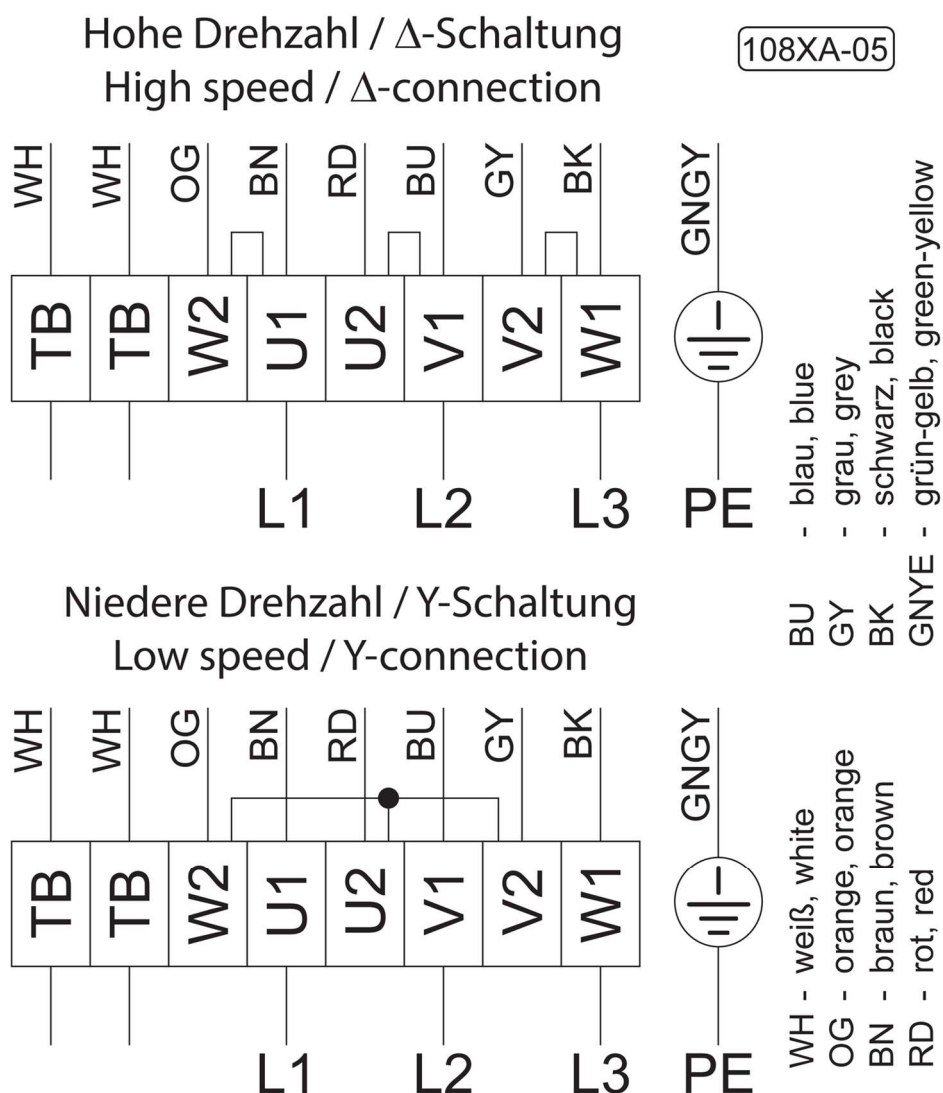 Hohe Drehzahl / Δ-Schaltung
High speed / Δ-connection
108XA-05
WH WH OG BN RD BU GY BK GNGY
TB TB W2 U1 U2 V1 V2 W1
L1 L2 L3 PE
BU - blau, blue
GY - grau, grey
BK - schwarz, black
GNYE - grün-gelb, green-yellow
Niedere Drehzahl / Y-Schaltung
Low speed / Y-connection
WH WH OG BN RD BU GY BK GNGY
TB TB W2 U1 U2 V1 V2 W1
L1 L2 L3 PE
WH - weiß, white
OG - orange, orange
BN - braun, brown
RD - rot, red